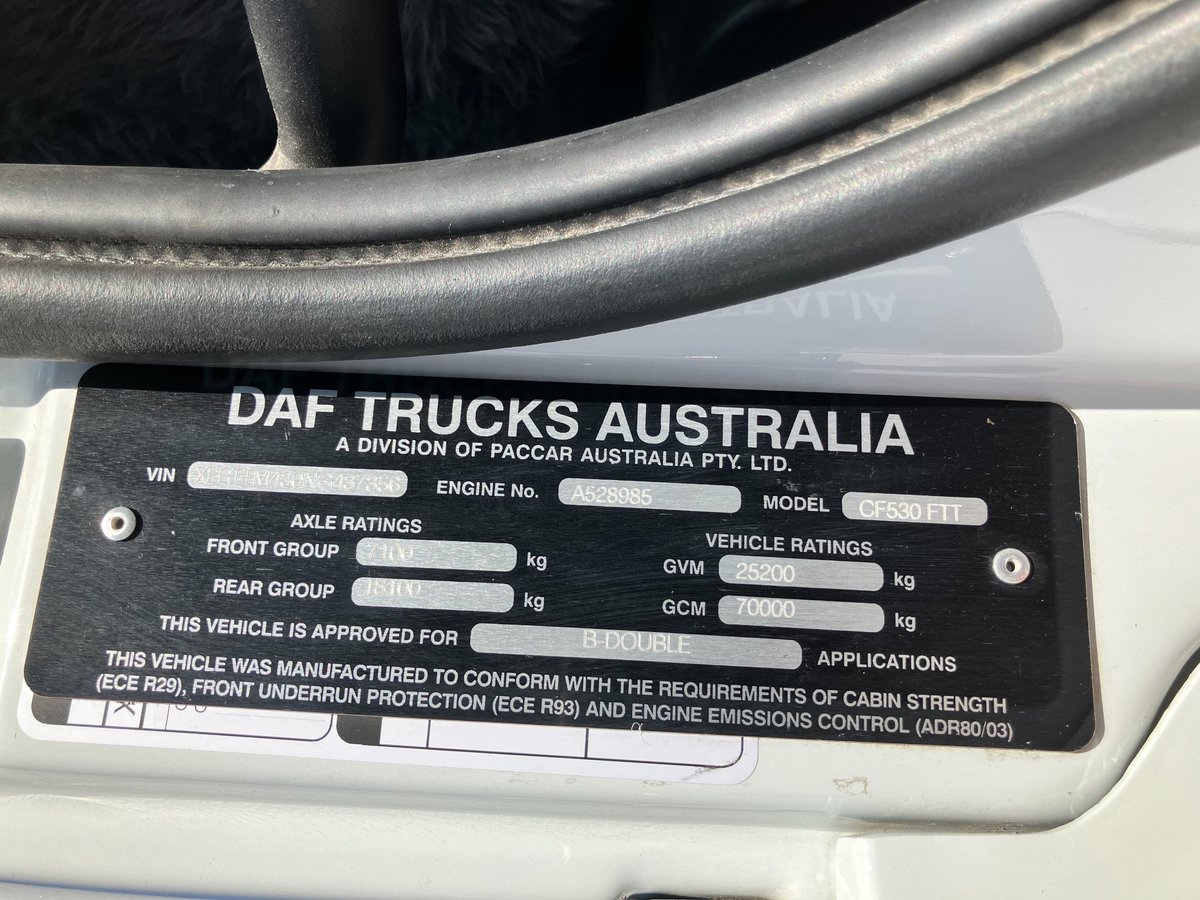 DAF TRUCKS AUSTRALIA
A DIVISION OF PACCAR AUSTRALIA PTY. LTD.
VIN ENGINE No. A528985 MODEL CF530 FTT
AXLE RATINGS
FRONT GROUP 7100 kg
REAR GROUP 18100 kg
VEHICLE RATINGS
GVM 25200 kg
GCM 70000 kg
THIS VEHICLE IS APPROVED FOR B-DOUBLE APPLICATIONS
THIS VEHICLE WAS MANUFACTURED TO CONFORM WITH THE REQUIREMENTS OF CABIN STRENGTH
(ECE R29), FRONT UNDERRUN PROTECTION (ECE R93) AND ENGINE EMISSIONS CONTROL (ADR80/03)